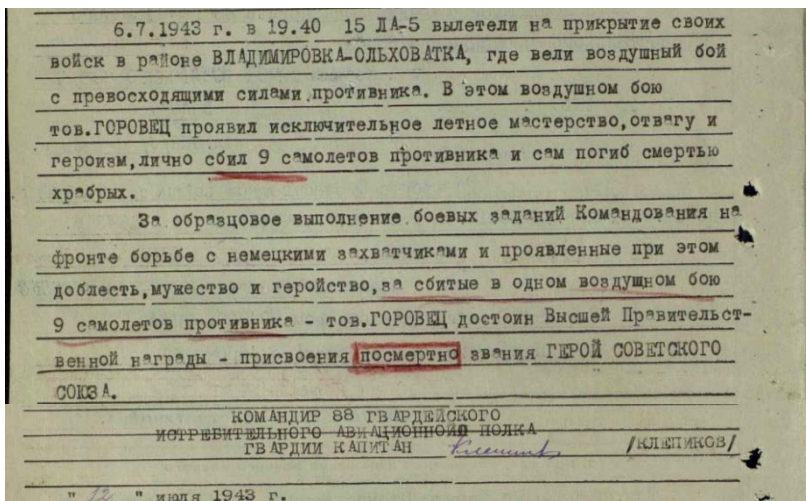 6.7.1943 г. в 19.40 15 ЛА-5 вылетели на прикрытие своих
войск в районе ВЛАДИМИРОВКА-ОЛЬХОВАТКА, где вели воздушный бой
с превосходящими силами противника. В этом воздушном бою
тов.ГОРОВЕЦ проявил исключительное летное мастерство,отвагу и
героизм,лично сбил 9 самолетов противника и сам погиб смертью
храбрых.
За образцовое выполнение боевых заданий Командования на
фронте борьбе с немецкими захватчиками и проявленные при этом
доблесть,мужество и геройство,за сбитые в одном воздушном бою
9 самолетов противника - тов.ГОРОВЕЦ достоин Высшей Правительст-
венной награды - присвоения посмертно звания ГЕРОЙ СОВЕТСКОГО
СОЮЗА.
КОМАНДИР 88 ГВАРДЕЙСКОГО
ИСТРЕБИТЕЛЬНОГО АВИАЦИОННОГО ПОЛКА
ГВАРДИИ КАПИТАН Клепиков /КЛЕПИКОВ/
" 12 " июля 1943 г.